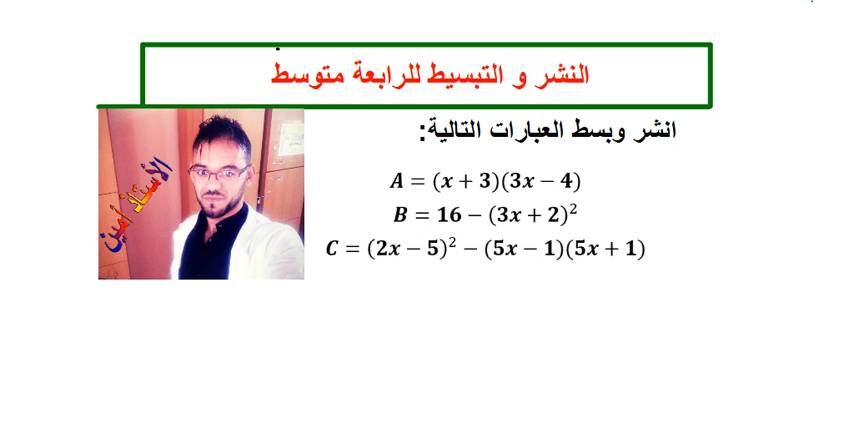 النشر و التبسيط للرابعة متوسط
انشر وبسط العبارات التالية:
A = (x + 3)(3x − 4)
B = 16 − (3x + 2)²
C = (2x − 5)² − (5x − 1)(5x + 1)
الأستاذ أمين